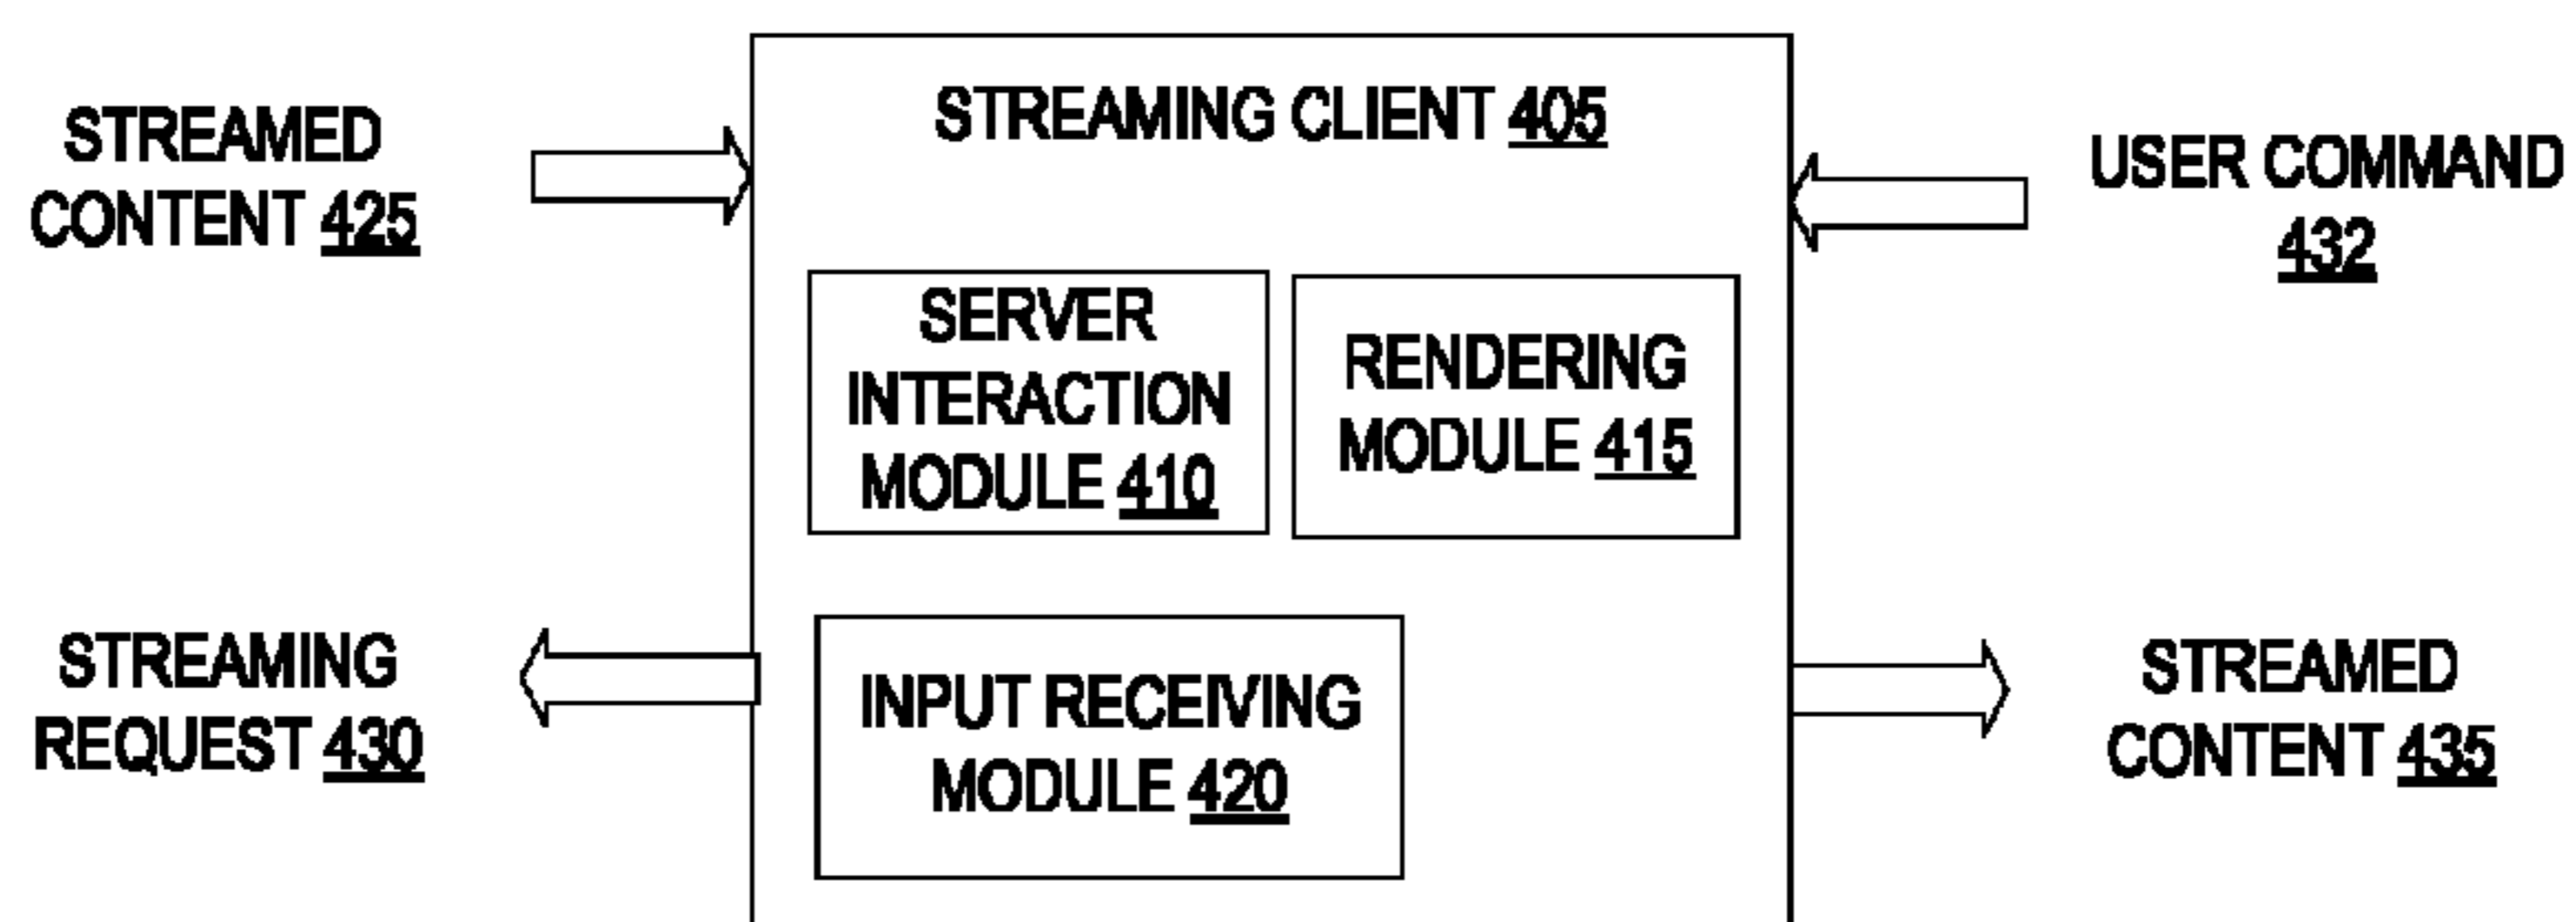 STREAMED
CONTENT 425
STREAMING CLIENT 405
USER COMMAND
432
SERVER
INTERACTION
MODULE 410
RENDERING
MODULE 415
STREAMING
REQUEST 430
INPUT RECEIVING
MODULE 420
STREAMED
CONTENT 435